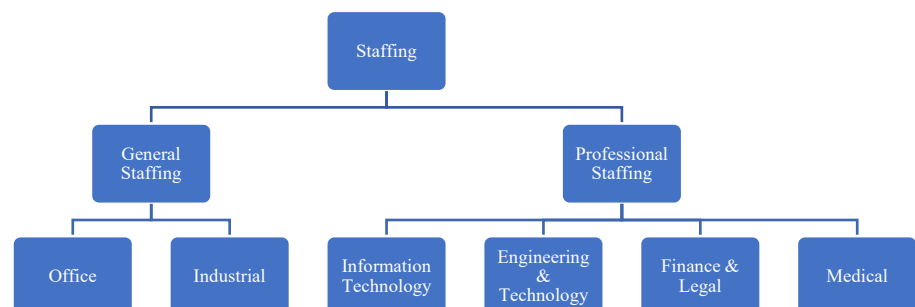 Staffing
General
Staffing
Professional
Staffing
Office
Industrial
Information
Technology
Engineering
&
Technology
Finance &
Legal
Medical